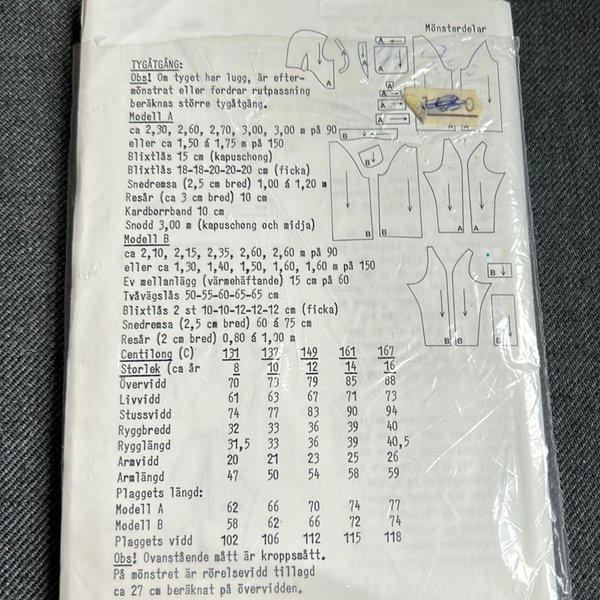 Mönsterdelar
TYGÅTGÅNG:
Obs! Om tyget har lugg, är efter-
mönstrat eller fordrar rutpassning
beräknas större tygåtgång.
Modell A
ca 2,30, 2,60, 2,70, 3,00, 3,00 m på 90
eller ca 1,50 á 1,75 m på 150
Blixtlås 15 cm (kapuschong)
Blixtlås 18-18-20-20-20 cm (ficka)
Snedremsa (2,5 cm bred) 1,00 á 1,20 m
Resår (ca 3 cm bred) 10 cm
Kardborrband 10 cm
Snodd 3,00 m (kapuschong och midja)
Modell B
ca 2,10, 2,15, 2,35, 2,60, 2,60 m på 90
eller ca 1,30, 1,40, 1,50, 1,60, 1,60 m på 150
Ev mellanlägg (värmehäftande) 15 cm på 60
Tvåvägslås 50-55-60-65-65 cm
Blixtlås 2 st 10-10-12-12-12 cm (ficka)
Snedremsa (2,5 cm bred) 60 á 75 cm
Resår (2 cm bred) 0,80 á 1,00 m
Centilong (C) 131 137 149 161 167
Storlek (ca år 8 10 12 14 16
Övervidd 70 73 79 85 88
Livvidd 61 63 67 71 73
Stussvidd 74 77 83 90 94
Ryggbredd 32 33 36 39 40
Rygglängd 31,5 33 36 39 40,5
Armvidd 20 21 23 25 26
Armlängd 47 50 54 58 59
Plaggets längd:
Modell A 62 66 70 74 77
Modell B 58 62 66 72 74
Plaggets vidd 102 106 112 115 118
Obs! Ovanstående mått är kroppsmått.
På mönstret är rörelsevidd tillagd
ca 27 cm beräknat på övervidden.
A
A
A
A
A
A
A A
B
B
B
A
A
B B
B
B